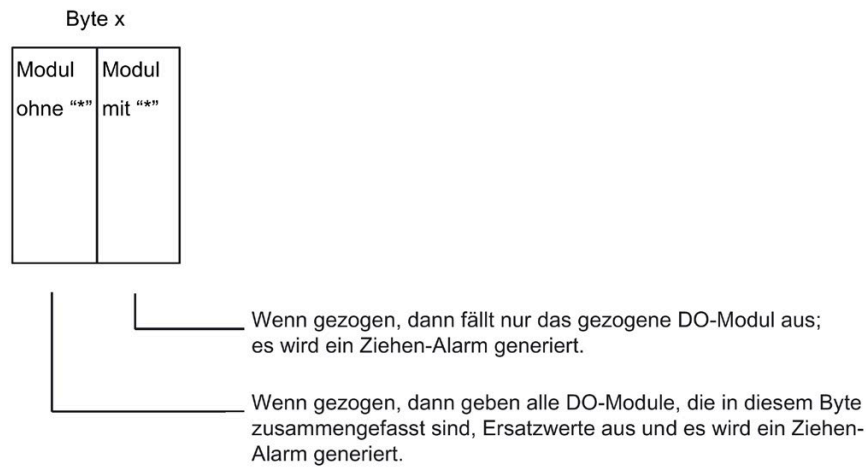 Byte x
Modul
ohne “*”
Modul
mit “*”
Wenn gezogen, dann fällt nur das gezogene DO-Modul aus;
es wird ein Ziehen-Alarm generiert.
Wenn gezogen, dann geben alle DO-Module, die in diesem Byte
zusammengefasst sind, Ersatzwerte aus und es wird ein Ziehen-
Alarm generiert.